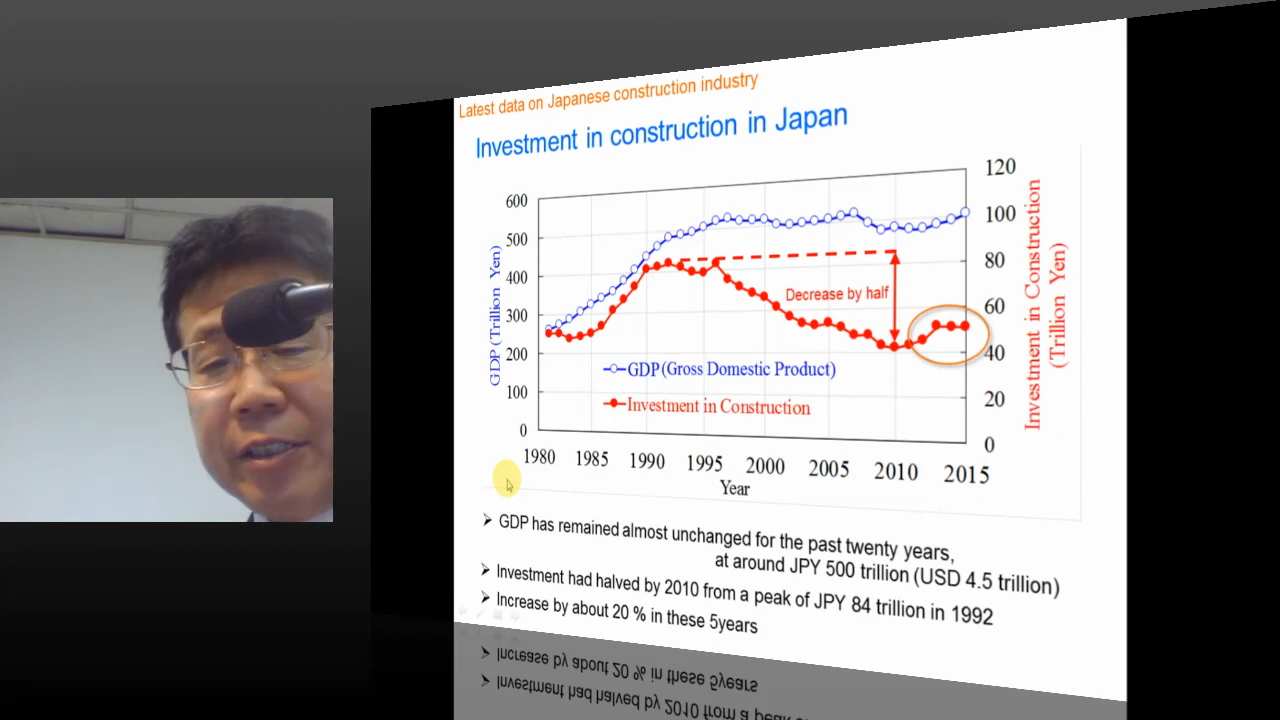 Latest data on Japanese construction industry
Investment in construction in Japan
600
500
400
300
200
100
0
GDP (Trillion Yen)
120
100
80
60
40
20
0
Investment in Construction
(Trillion Yen)
Decrease by half
GDP (Gross Domestic Product)
Investment in Construction
1980 1985 1990 1995 2000 2005 2010 2015
Year
➢ GDP has remained almost unchanged for the past twenty years,
at around JPY 500 trillion (USD 4.5 trillion)
➢ Investment had halved by 2010 from a peak of JPY 84 trillion in 1992
➢ Increase by about 20 % in these 5years